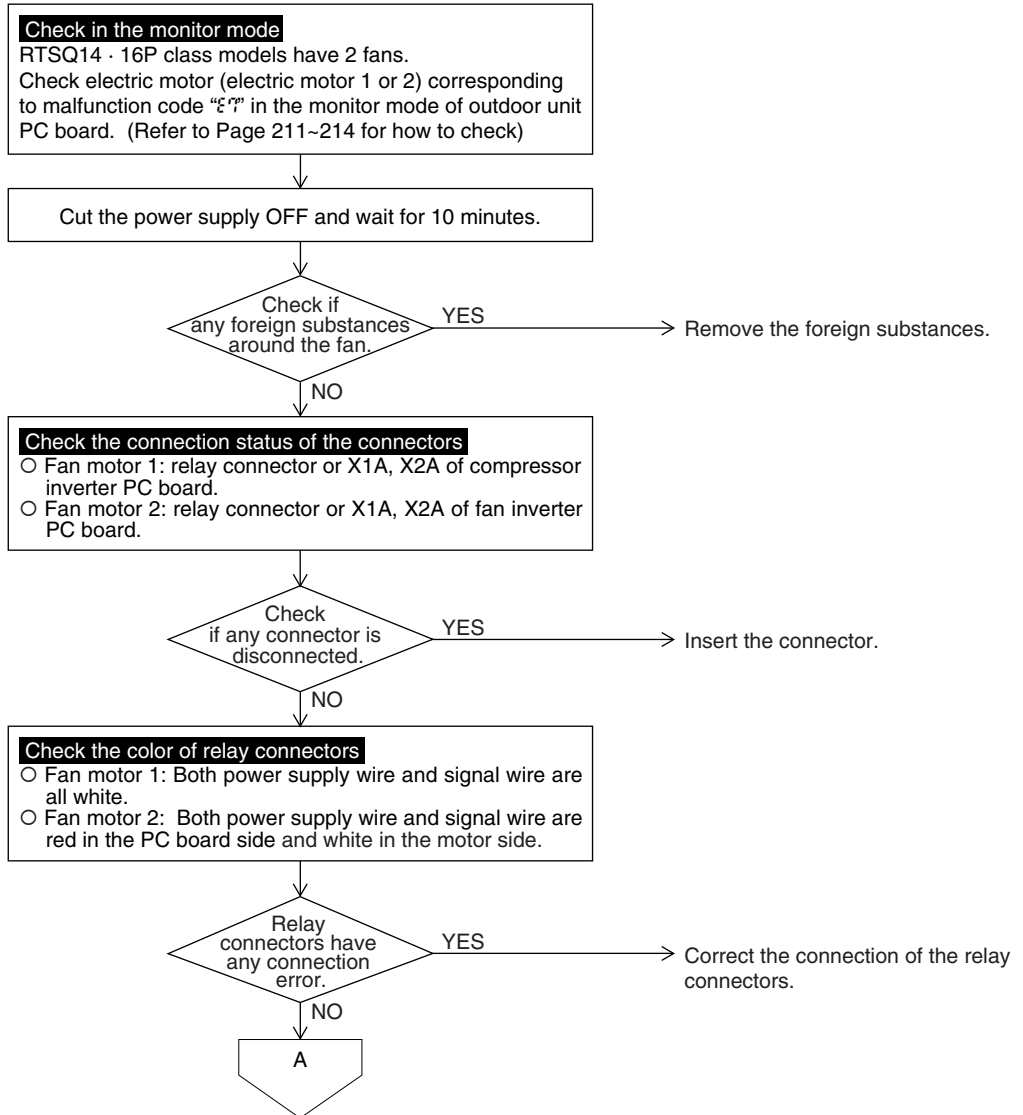 Check in the monitor mode
RTSQ14 · 16P class models have 2 fans.
Check electric motor (electric motor 1 or 2) corresponding
to malfunction code “E7” in the monitor mode of outdoor unit
PC board. (Refer to Page 211~214 for how to check)
Cut the power supply OFF and wait for 10 minutes.
Check if
any foreign substances
around the fan.
YES
Remove the foreign substances.
NO
Check the connection status of the connectors
○ Fan motor 1: relay connector or X1A, X2A of compressor
inverter PC board.
○ Fan motor 2: relay connector or X1A, X2A of fan inverter
PC board.
Check
if any connector is
disconnected.
YES
Insert the connector.
NO
Check the color of relay connectors
○ Fan motor 1: Both power supply wire and signal wire are
all white.
○ Fan motor 2: Both power supply wire and signal wire are
red in the PC board side and white in the motor side.
Relay
connectors have
any connection
error.
YES
Correct the connection of the relay
connectors.
NO
A